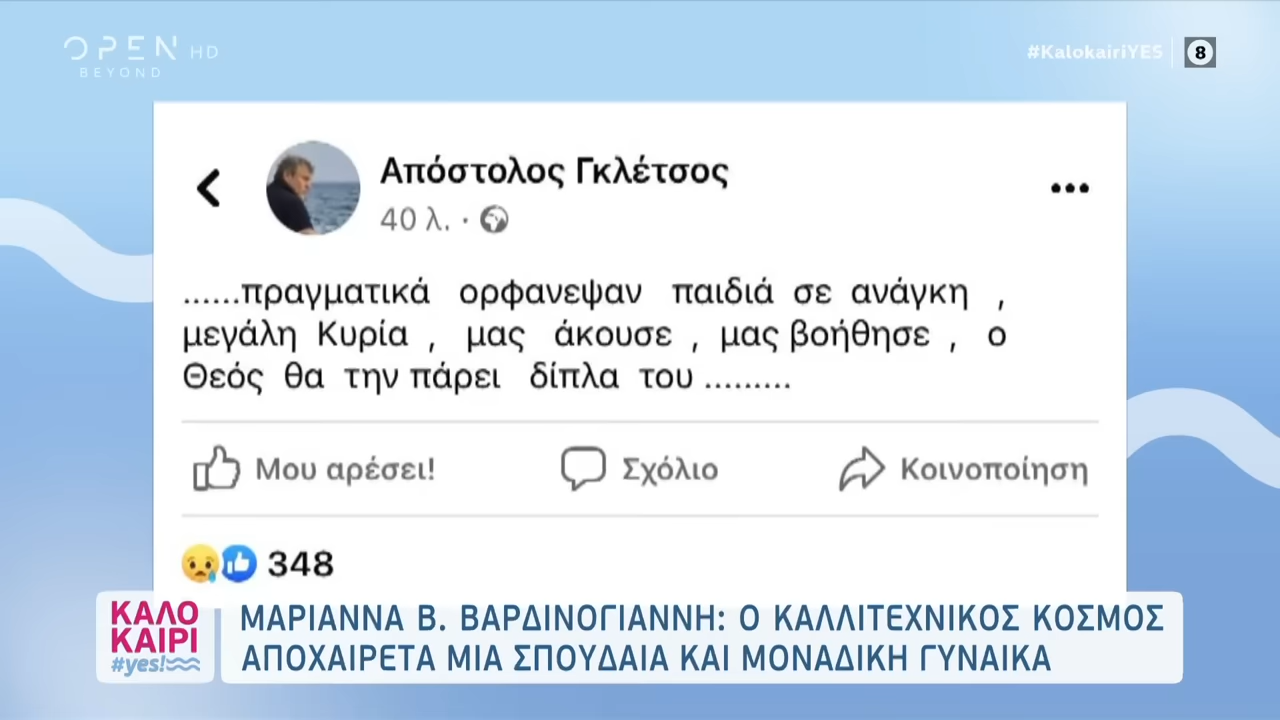 OPEN HD
BEYOND
#KalokairiYES 8
Απόστολος Γκλέτσος
40 λ. ·
......πραγματικά ορφανεψαν παιδιά σε ανάγκη ,
μεγάλη Κυρία , μας άκουσε , μας βοήθησε , ο
Θεός θα την πάρει δίπλα του .........
Μου αρέσει! Σχόλιο Κοινοποίηση
348
ΚΑΛΟ
ΚΑΙΡΙ
#yes!
ΜΑΡΙΑΝΝΑ Β. ΒΑΡΔΙΝΟΓΙΑΝΝΗ: Ο ΚΑΛΛΙΤΕΧΝΙΚΟΣ ΚΟΣΜΟΣ
ΑΠΟΧΑΙΡΕΤΑ ΜΙΑ ΣΠΟΥΔΑΙΑ ΚΑΙ ΜΟΝΑΔΙΚΗ ΓΥΝΑΙΚΑ